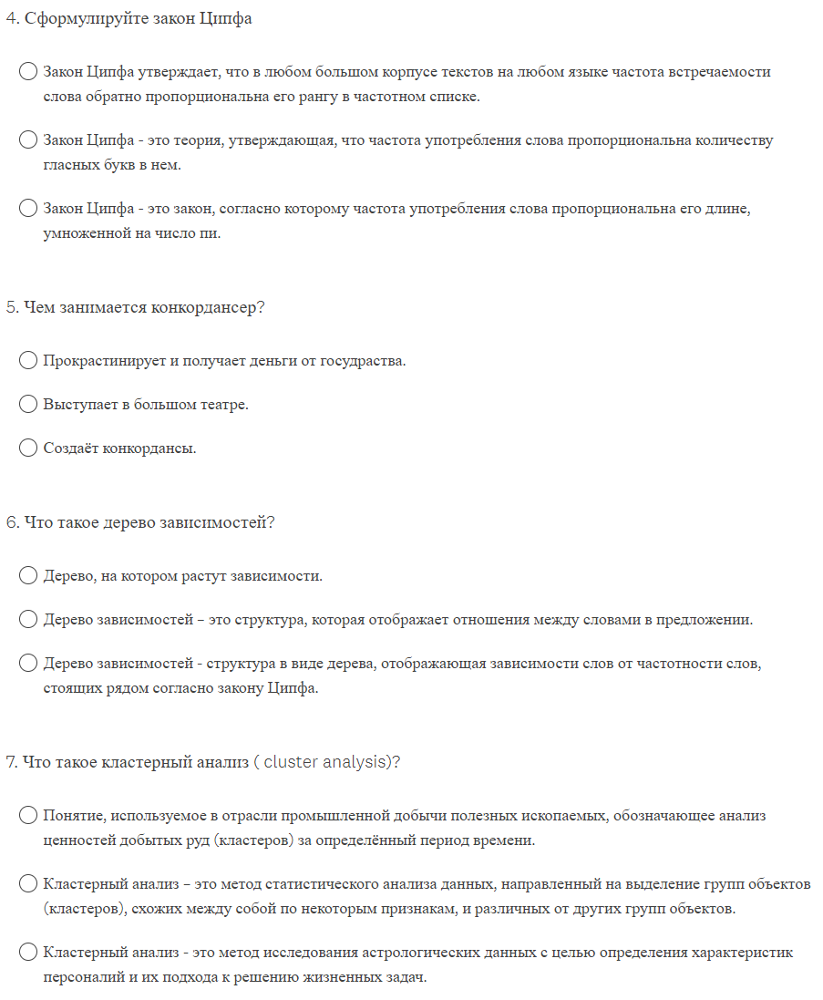 4. Сформулируйте закон Ципфа
Закон Ципфа утверждает, что в любом большом корпусе текстов на любом языке частота встречаемости
слова обратно пропорциональна его рангу в частотном списке.
Закон Ципфа - это теория, утверждающая, что частота употребления слова пропорциональна количеству
гласных букв в нем.
Закон Ципфа - это закон, согласно которому частота употребления слова пропорциональна его длине,
умноженной на число пи.
5. Чем занимается конкордансер?
Прокрастинирует и получает деньги от госудраства.
Выступает в большом театре.
Создаёт конкордансы.
6. Что такое дерево зависимостей?
Дерево, на котором растут зависимости.
Дерево зависимостей – это структура, которая отображает отношения между словами в предложении.
Дерево зависимостей - структура в виде дерева, отображающая зависимости слов от частотности слов,
стоящих рядом согласно закону Ципфа.
7. Что такое кластерный анализ ( cluster analysis)?
Понятие, используемое в отрасли промышленной добычи полезных ископаемых, обозначающее анализ
ценностей добытых руд (кластеров) за определённый период времени.
Кластерный анализ – это метод статистического анализа данных, направленный на выделение групп объектов
(кластеров), схожих между собой по некоторым признакам, и различных от других групп объектов.
Кластерный анализ - это метод исследования астрологических данных с целью определения характеристик
персоналий и их подхода к решению жизненных задач.